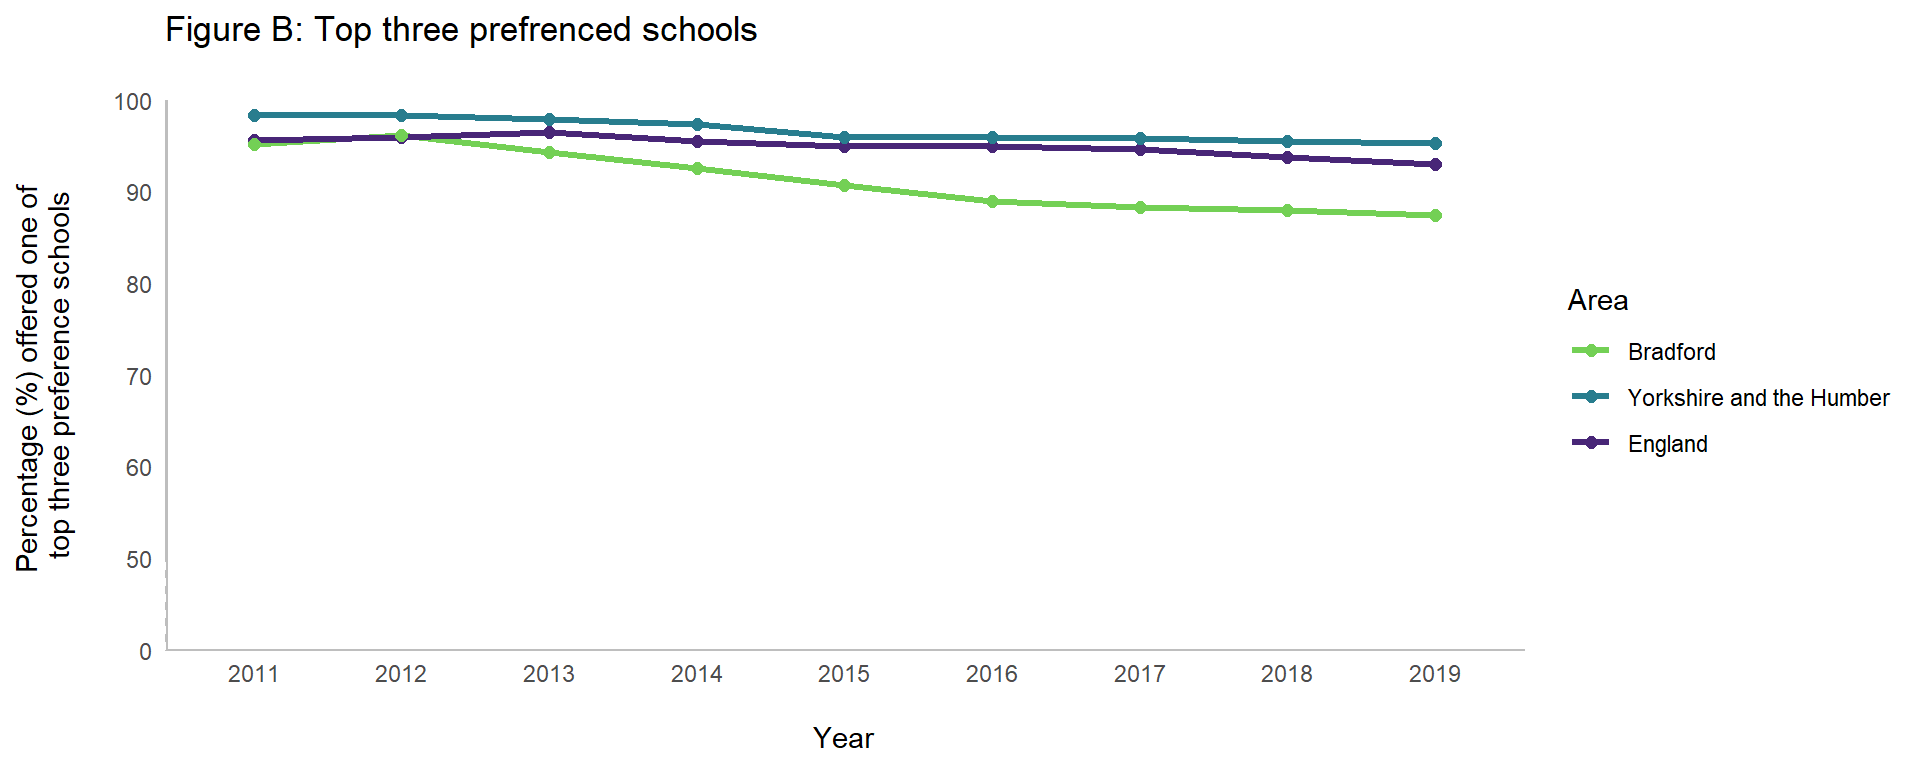 Figure B: Top three prefrenced schools
Percentage (%) offered one of
top three preference schools
100
90
80
70
60
50
0
2011 2012 2013 2014 2015 2016 2017 2018 2019
Year
Area
Bradford
Yorkshire and the Humber
England